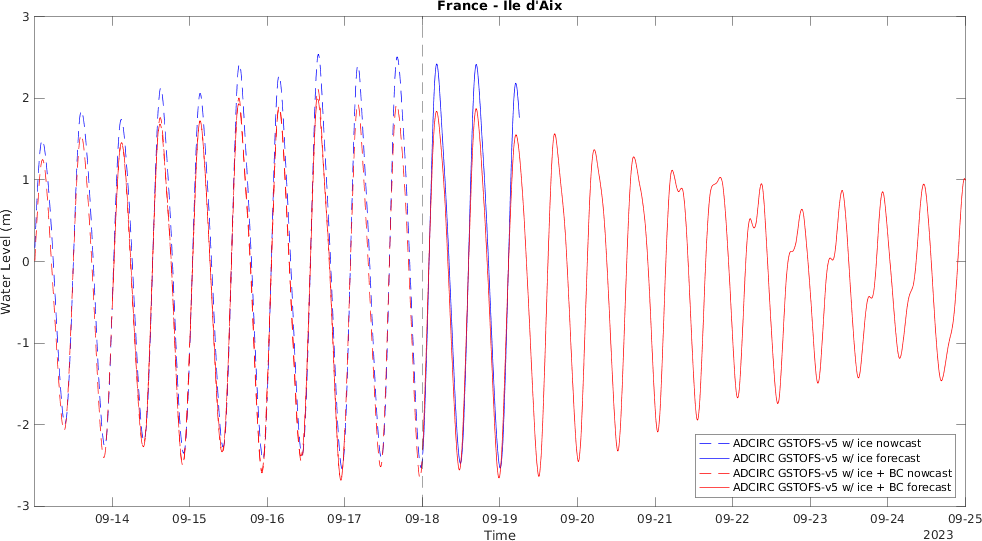 France - Ile d'Aix
3
2
1
0
-1
-2
-3
Water Level (m)
ADCIRC GSTOFS-v5 w/ ice nowcast
ADCIRC GSTOFS-v5 w/ ice forecast
ADCIRC GSTOFS-v5 w/ ice + BC nowcast
ADCIRC GSTOFS-v5 w/ ice + BC forecast
09-14 09-15 09-16 09-17 09-18 09-19 09-20 09-21 09-22 09-23 09-24 09-25
Time
2023